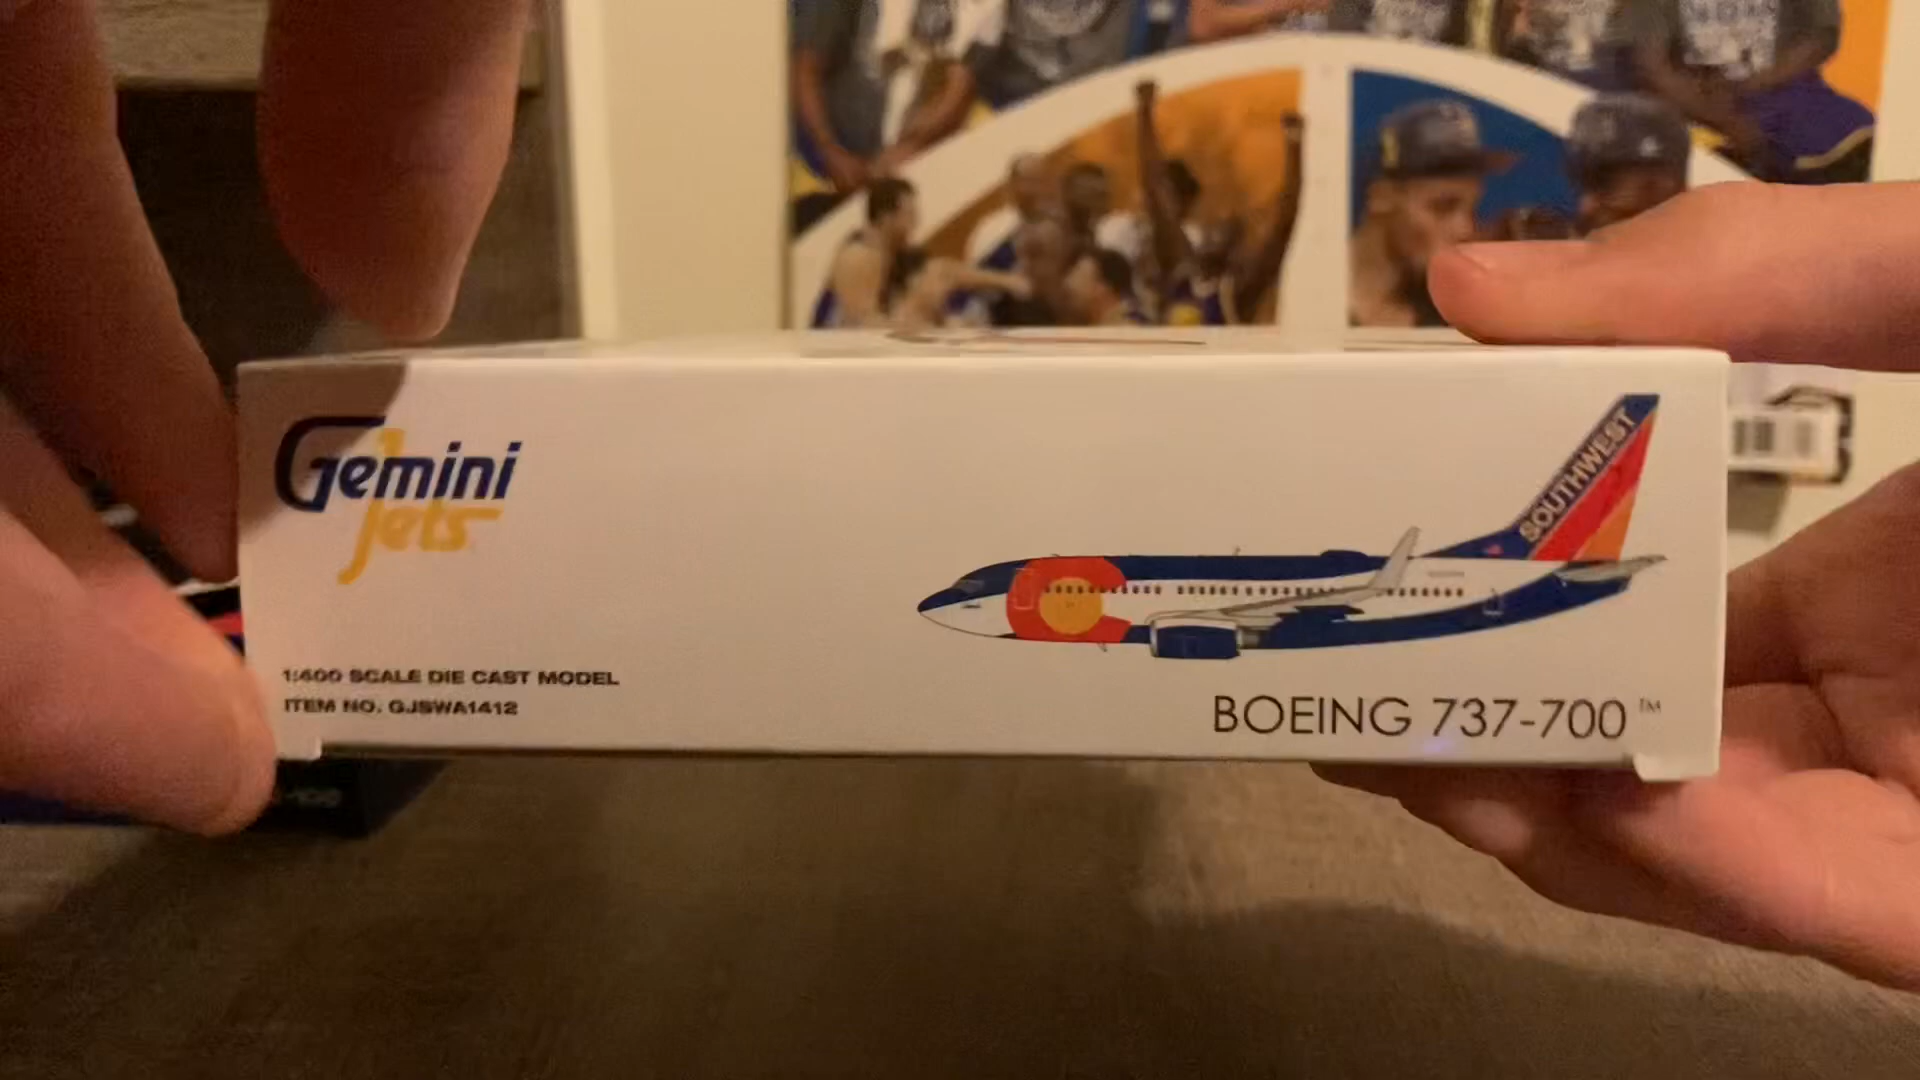 Gemini
Jets
SOUTHWEST
1:400 SCALE DIE CAST MODEL
ITEM NO. GJSWA1412
BOEING 737-700™